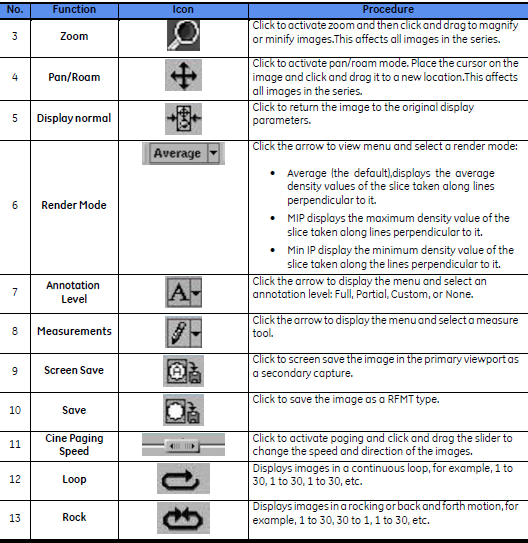 No. Function Icon Procedure
3 Zoom Click to activate zoom and then click and drag to magnify
or minify images.This affects all images in the series.
4 Pan/Roam Click to activate pan/roam mode. Place the cursor on the
image and click and drag it to a new location.This affects
all images in the series.
5 Display normal Click to return the image to the original display
parameters.
6 Render Mode Average Click the arrow to view menu and select a render mode:
• Average (the default),displays the average
density values of the slice taken along lines
perpendicular to it.
• MIP displays the maximum density value of the
slice taken along lines perpendicular to it.
• Min IP display the minimum density value of the
slice taken along the lines perpendicular to it.
7 Annotation
Level A Click the arrow to display the menu and select an
annotation level: Full, Partial, Custom, or None.
8 Measurements Click the arrow to display the menu and select a measure
tool.
9 Screen Save A Click to screen save the image in the primary viewport as
a secondary capture.
10 Save Click to save the image as a RFMT type.
11 Cine Paging
Speed Click to activate paging and click and drag the slider to
change the speed and direction of the images.
12 Loop Displays images in a continuous loop, for example, 1 to
30, 1 to 30, 1 to 30, etc.
13 Rock Displays images in a rocking or back and forth motion, for
example, 1 to 30, 30 to 1, 1 to 30, etc.